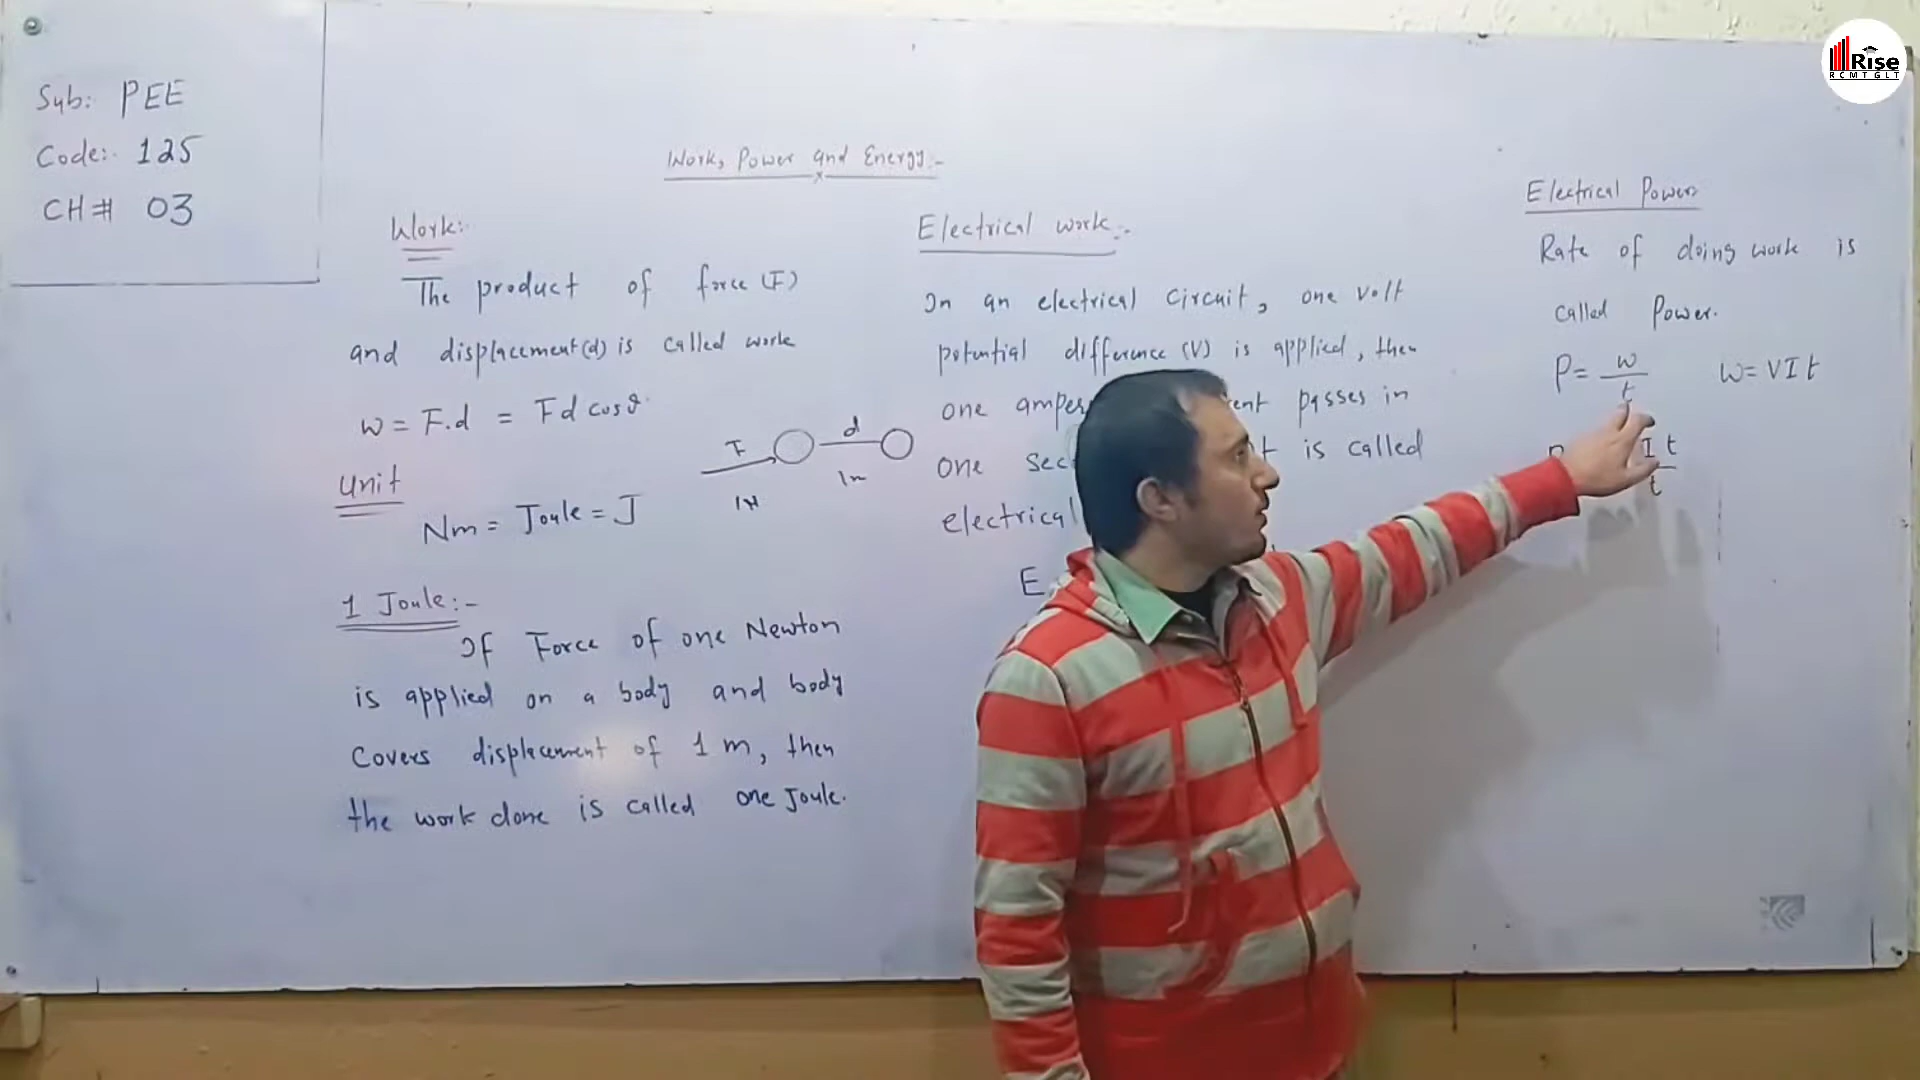 Rise
RCMTGLT
Sub: PEE
Code:- 125
CH# 03
Work, Power and Energy:-
Work:-
The product of force (F)
and displacement(d) is called work
w = F.d = Fd cosθ
Unit
Nm = Joule = J
F d
1N 1m
1 Joule:-
If Force of one Newton
is applied on a body and body
Covers displacement of 1 m, then
the work done is called one Joule.
Electrical work:-
In an electrical circuit, one volt
potential difference (V) is applied, then
one passes in
one is called
electrical
E
Electrical Power
Rate of doing work is
called Power.
P = w/t w = VIt
It/t